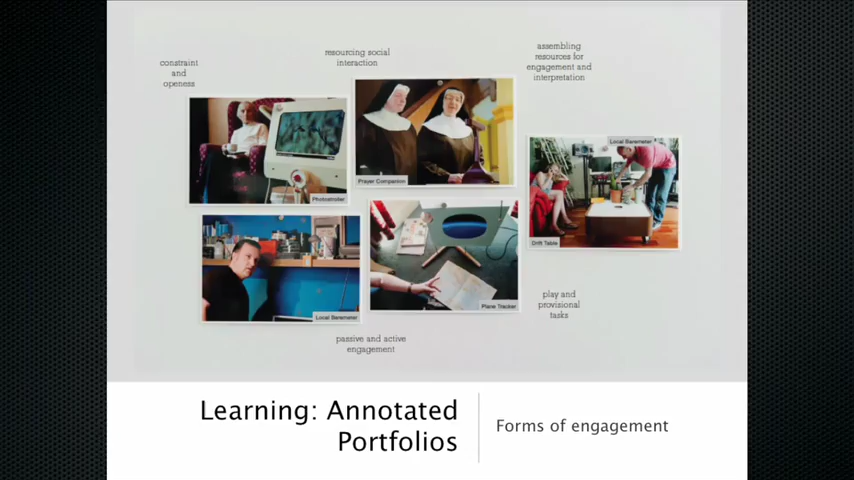 constraint
and
openess
resourcing social
interaction
assembling
resources for
engagement and
interpretation
Photostroller
Prayer Companion
Local Barometer
Drift Table
Local Barometer
Plane Tracker
passive and active
engagement
play and
provisional
tasks
Learning: Annotated
Portfolios
Forms of engagement